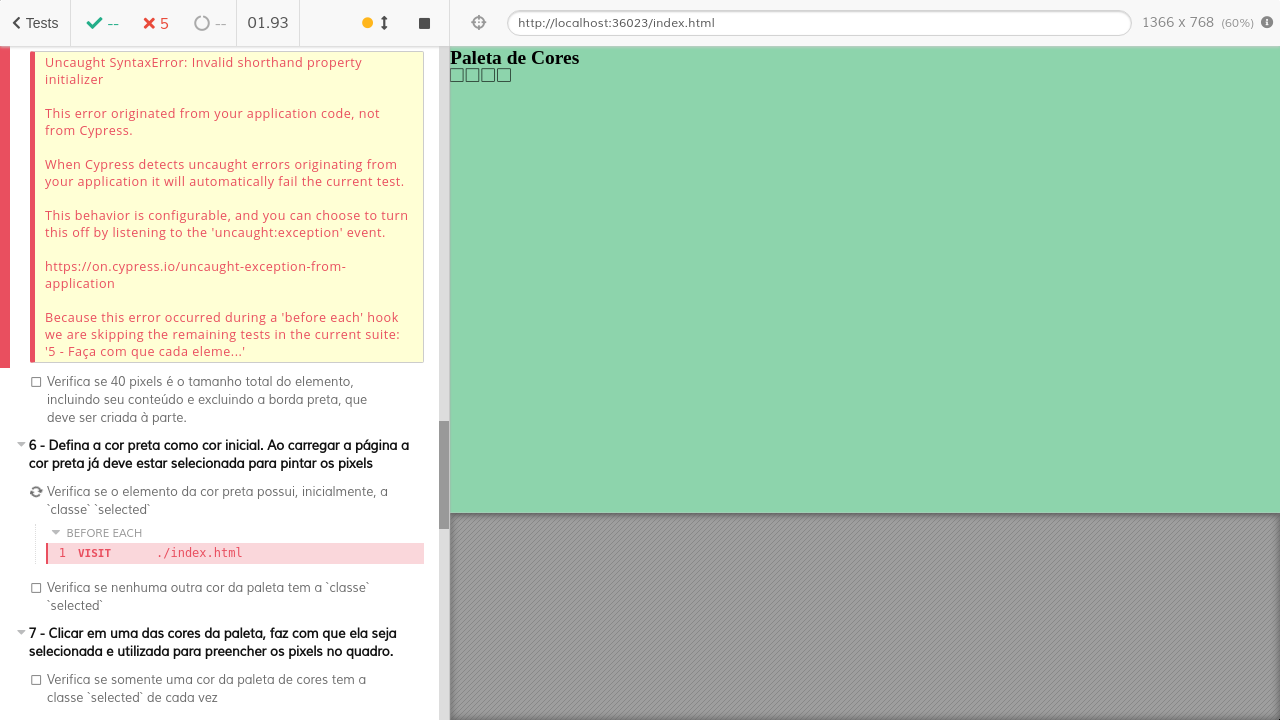 Tests
--
5
--
01.93
http://localhost:36023/index.html
1366 x 768 (60%)
Uncaught SyntaxError: Invalid shorthand property
initializer
This error originated from your application code, not
from Cypress.
When Cypress detects uncaught errors originating from
your application it will automatically fail the current test.
This behavior is configurable, and you can choose to turn
this off by listening to the 'uncaught:exception' event.
https://on.cypress.io/uncaught-exception-from-
application
Because this error occurred during a 'before each' hook
we are skipping the remaining tests in the current suite:
'5 - Faça com que cada eleme...'
Verifica se 40 pixels é o tamanho total do elemento,
incluindo seu conteúdo e excluindo a borda preta, que
deve ser criada à parte.
6 - Defina a cor preta como cor inicial. Ao carregar a página a
cor preta já deve estar selecionada para pintar os pixels
Verifica se o elemento da cor preta possui, inicialmente, a
`classe` `selected`
BEFORE EACH
1 VISIT ./index.html
Verifica se nenhuma outra cor da paleta tem a `classe`
`selected`
7 - Clicar em uma das cores da paleta, faz com que ela seja
selecionada e utilizada para preencher os pixels no quadro.
Verifica se somente uma cor da paleta de cores tem a
classe `selected` de cada vez
Paleta de Cores